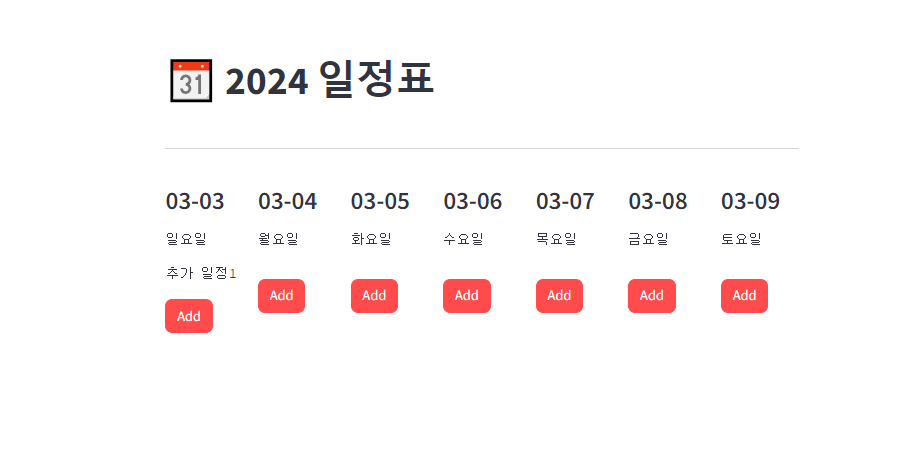 31 2024 일정표
03-03 03-04 03-05 03-06 03-07 03-08 03-09
일요일 월요일 화요일 수요일 목요일 금요일 토요일
추가 일정1
Add Add Add Add Add Add
Add